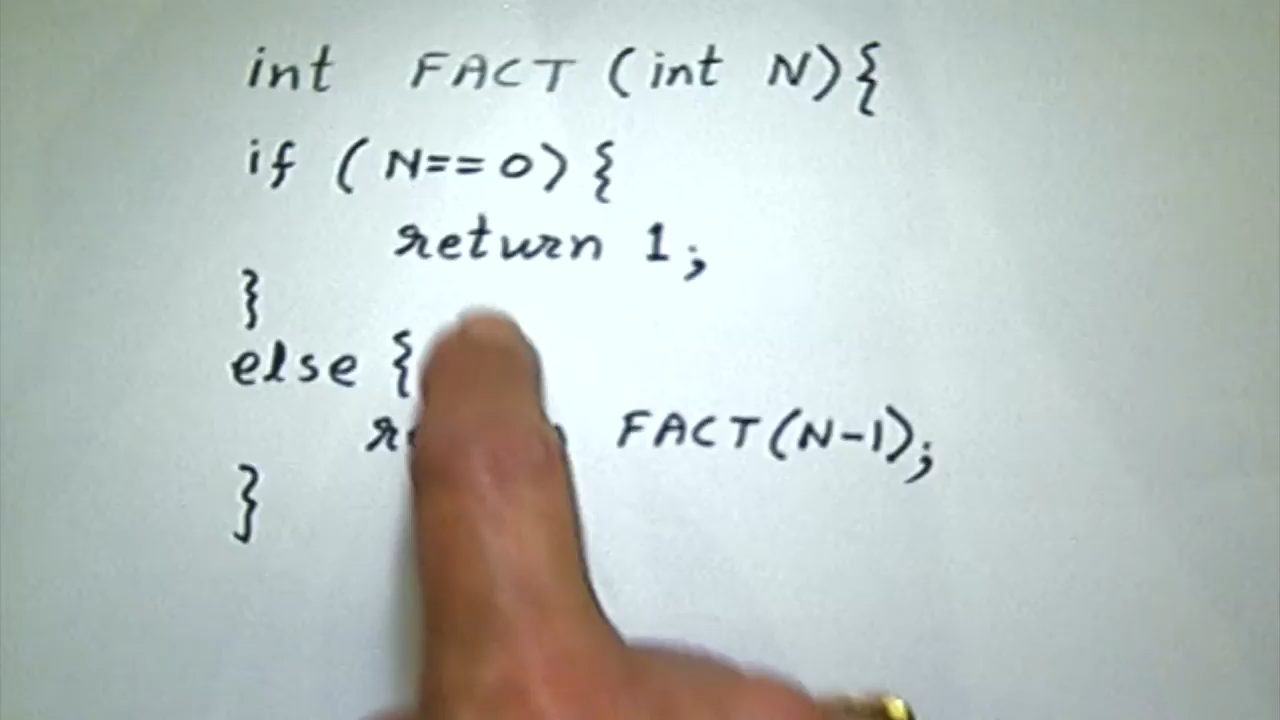 int FACT (int N){
if (N==0){
return 1;
}
else {
FACT(N-1);
}